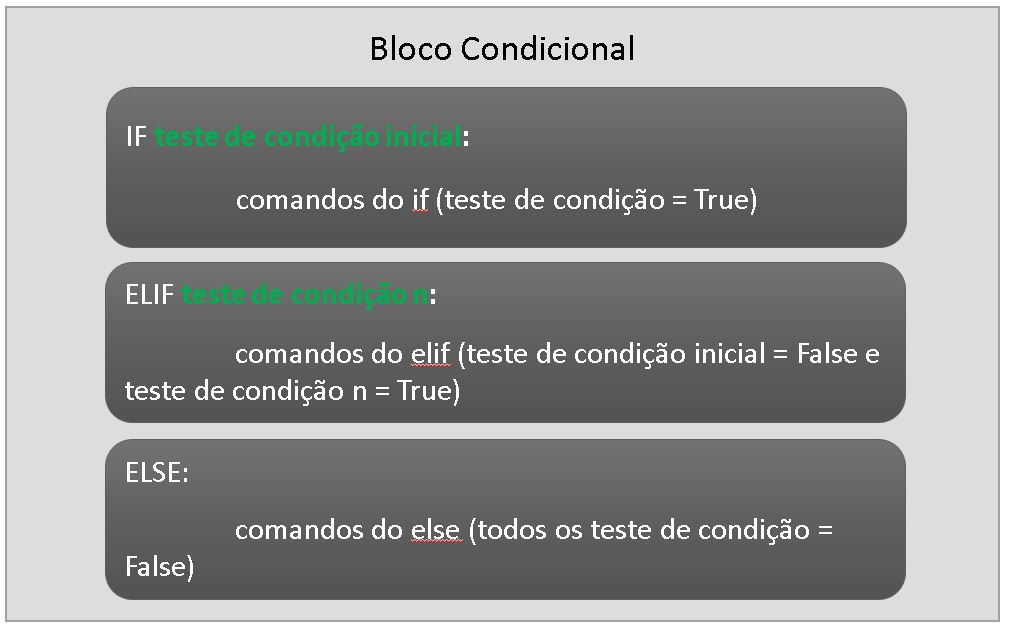 Bloco Condicional
IF teste de condição inicial:
comandos do if (teste de condição = True)
ELIF teste de condição n:
comandos do elif (teste de condição inicial = False e
teste de condição n = True)
ELSE:
comandos do else (todos os teste de condição =
False)